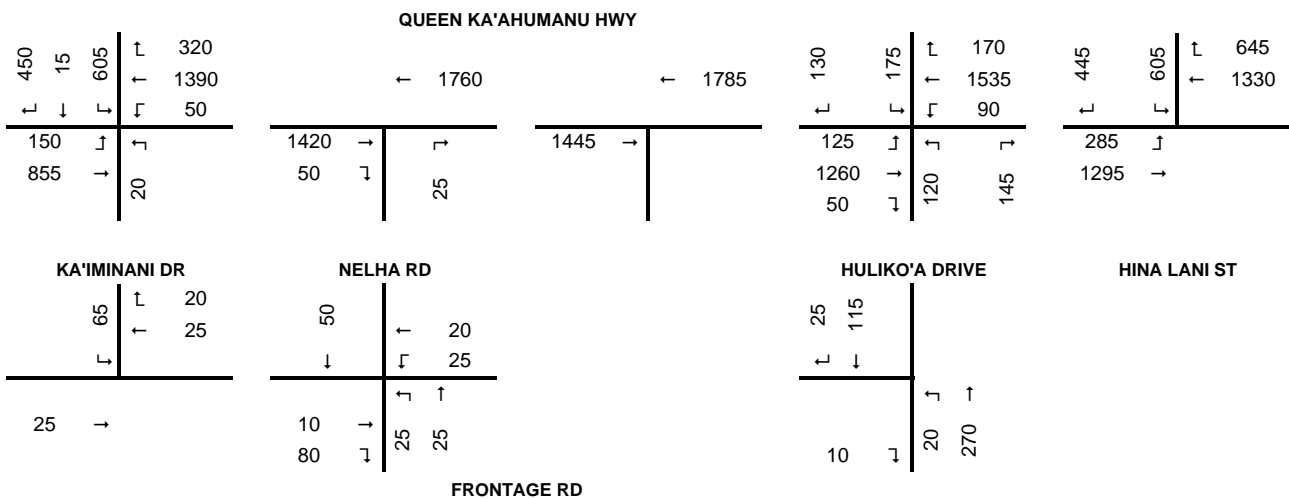 QUEEN KA'AHUMANU HWY
450 15 605 ↰ 320
← 1390
↵ ↓ ↳ ↲ 50
150 ↱ ↰
855 → 20
← 1760
1420 → ↱
50 ↴ 25
← 1785
1445 →
130 175 170
← 1535
90
125
1260 → 120 145
50
445 605 645
← 1330
285
1295 →
KA'IMINANI DR NELHA RD HULIKO'A DRIVE HINA LANI ST
65 20
← 25
25 →
50 ← 20
↓ 25
↑
10 → 25 25
80
25 115
↓
↑
10 20 270
FRONTAGE RD